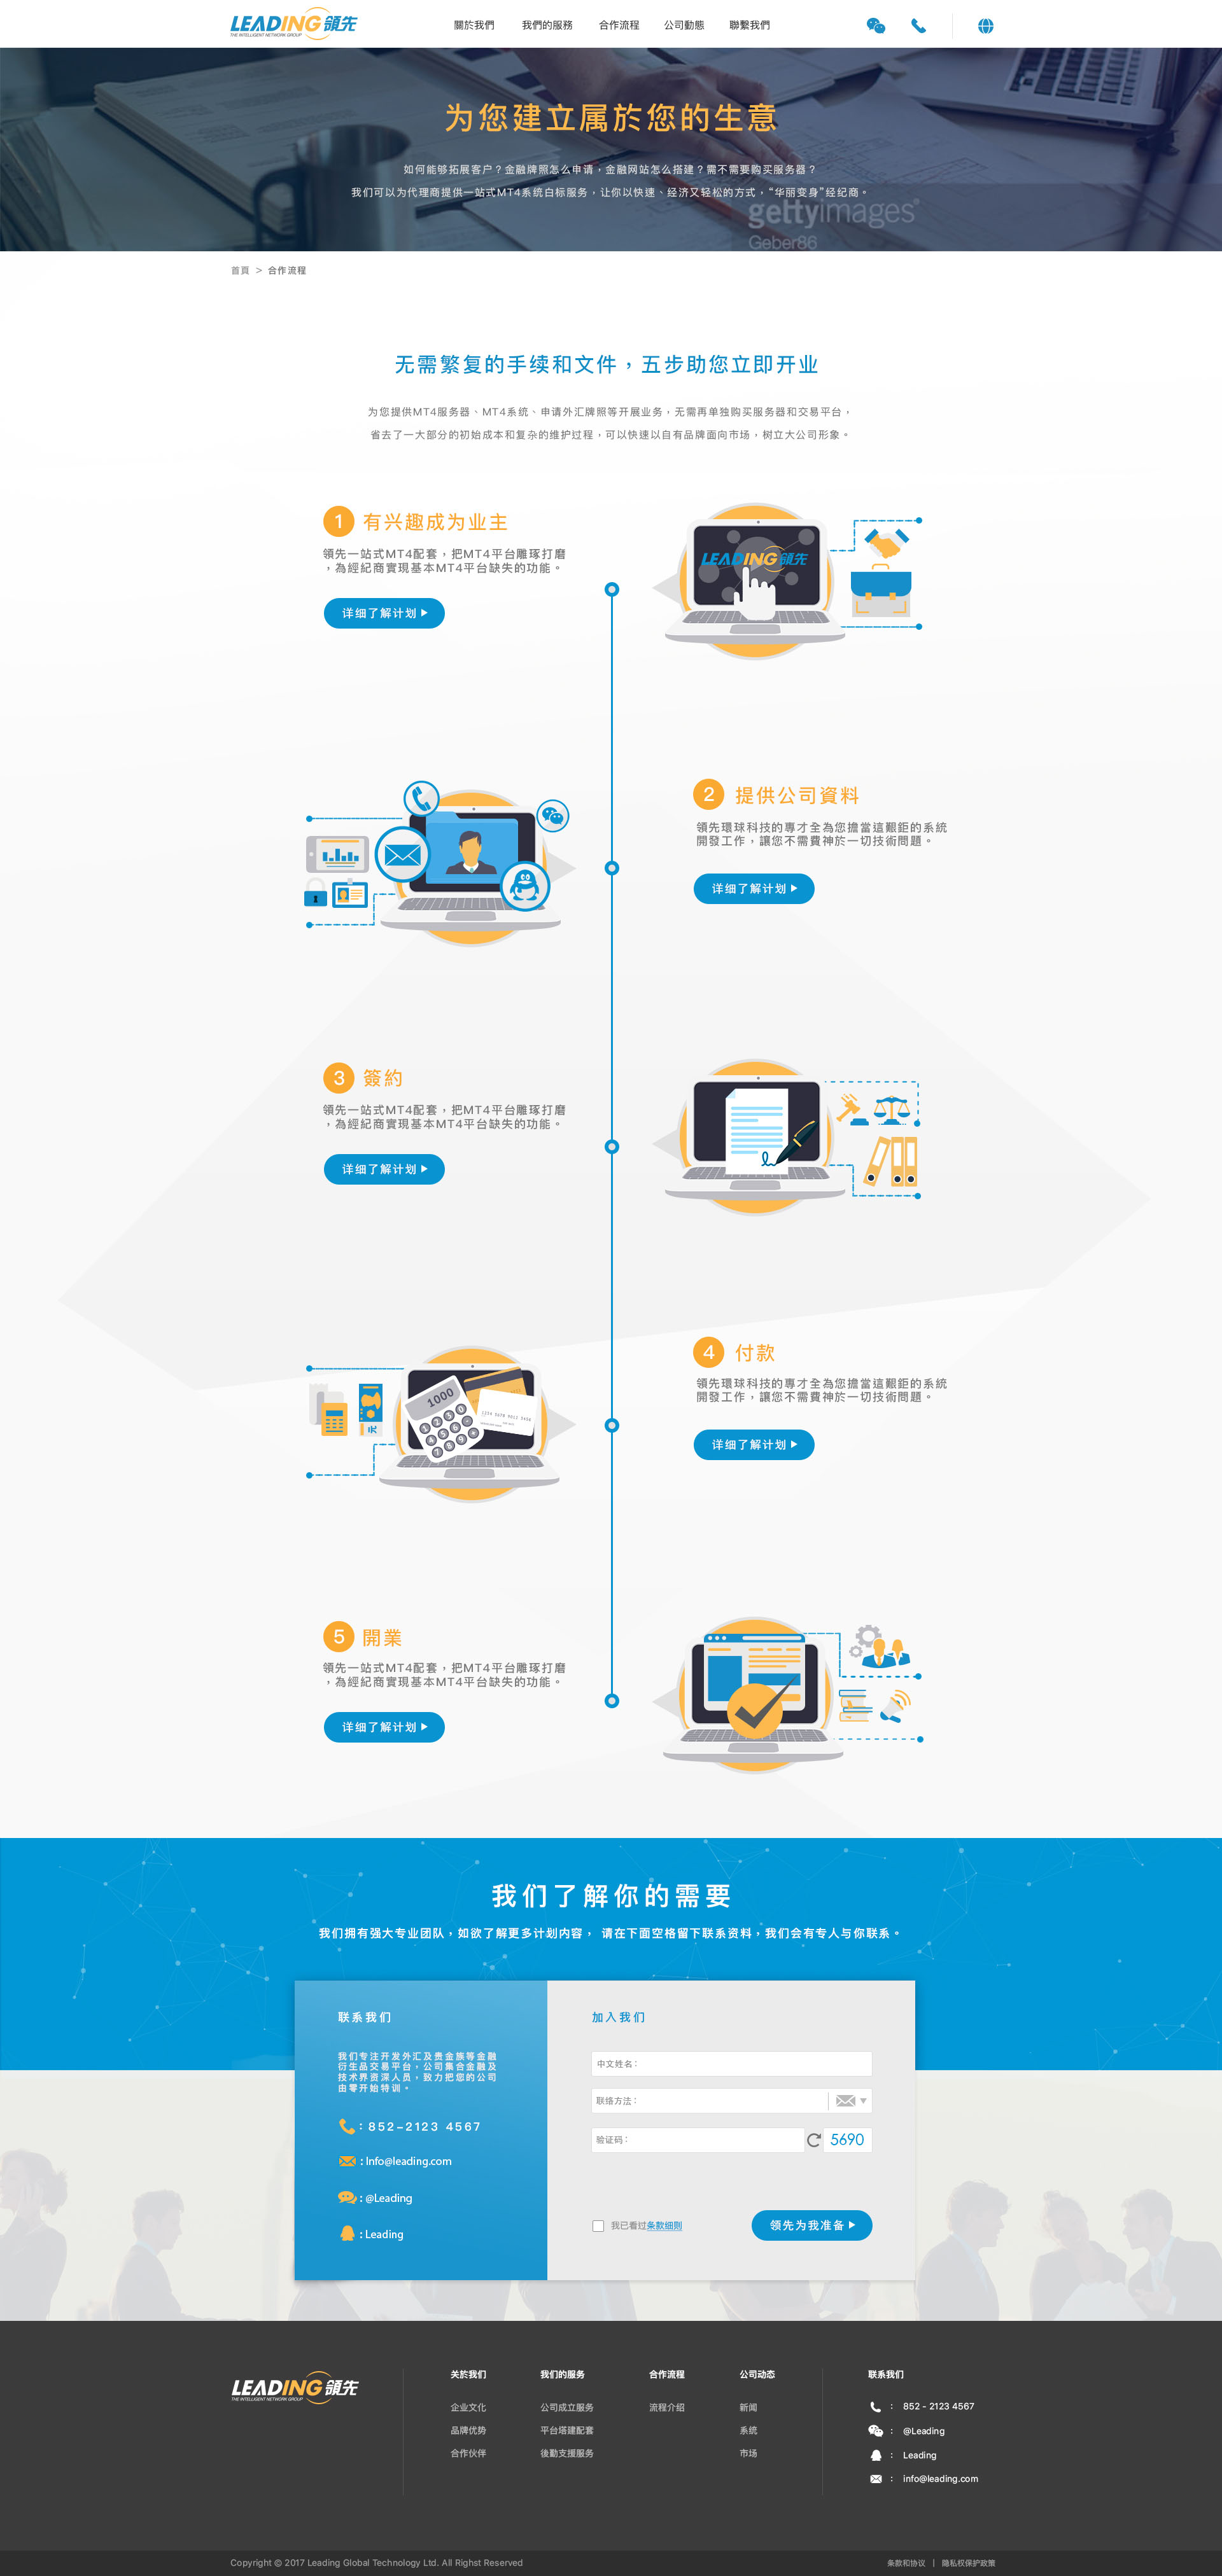 LEADING領先
THE INTELLIGENT NETWORK GROUP
關於我們 我們的服務 合作流程 公司動態 聯繫我們
为您建立属於您的生意
如何能够拓展客户？金融牌照怎么申请，金融网站怎么搭建？需不需要购买服务器？
我们可以为代理商提供一站式MT4系统白标服务，让你以快速、经济又轻松的方式，“华丽变身”经纪商。
gettyimages®
Geber86
首頁 > 合作流程
无需繁复的手续和文件，五步助您立即开业
为您提供MT4服务器、MT4系统、申请外汇牌照等开展业务，无需再单独购买服务器和交易平台，
省去了一大部分的初始成本和复杂的维护过程，可以快速以自有品牌面向市场，树立大公司形象。
1 有兴趣成为业主
領先一站式MT4配套，把MT4平台雕琢打磨
，為經紀商實現基本MT4平台缺失的功能。
详细了解计划
LEADING領先
2 提供公司資料
領先環球科技的專才全為您擔當這艱鉅的系統
開發工作，讓您不需費神於一切技術問題。
详细了解计划
3 簽約
領先一站式MT4配套，把MT4平台雕琢打磨
，為經紀商實現基本MT4平台缺失的功能。
详细了解计划
4 付款
領先環球科技的專才全為您擔當這艱鉅的系統
開發工作，讓您不需費神於一切技術問題。
详细了解计划
1000
1234 5678 9012 3456
5 開業
領先一站式MT4配套，把MT4平台雕琢打磨
，為經紀商實現基本MT4平台缺失的功能。
详细了解计划
我们了解你的需要
我们拥有强大专业团队，如欲了解更多计划内容， 请在下面空格留下联系资料，我们会有专人与你联系。
联系我们
我们专注开发外汇及贵金族等金融
衍生品交易平台，公司集合金融及
技术界资深人员，致力把您的公司
由零开始特训。
: 852-2123 4567
: Info@leading.com
: @Leading
: Leading
加入我们
中文姓名：
联络方法：
验证码：
5690
我已看过条款细则
领先为我准备
LEADING領先
THE INTELLIGENT NETWORK GROUP
关於我们
企业文化
品牌优势
合作伙伴
我们的服务
公司成立服务
平台塔建配套
後勤支援服务
合作流程
流程介绍
公司动态
新闻
系统
市场
联系我们
： 852 - 2123 4567
： @Leading
： Leading
： info@leading.com
Copyright © 2017 Leading Global Technology Ltd. All Righst Reserved
条款和协议 | 隐私权保护政策